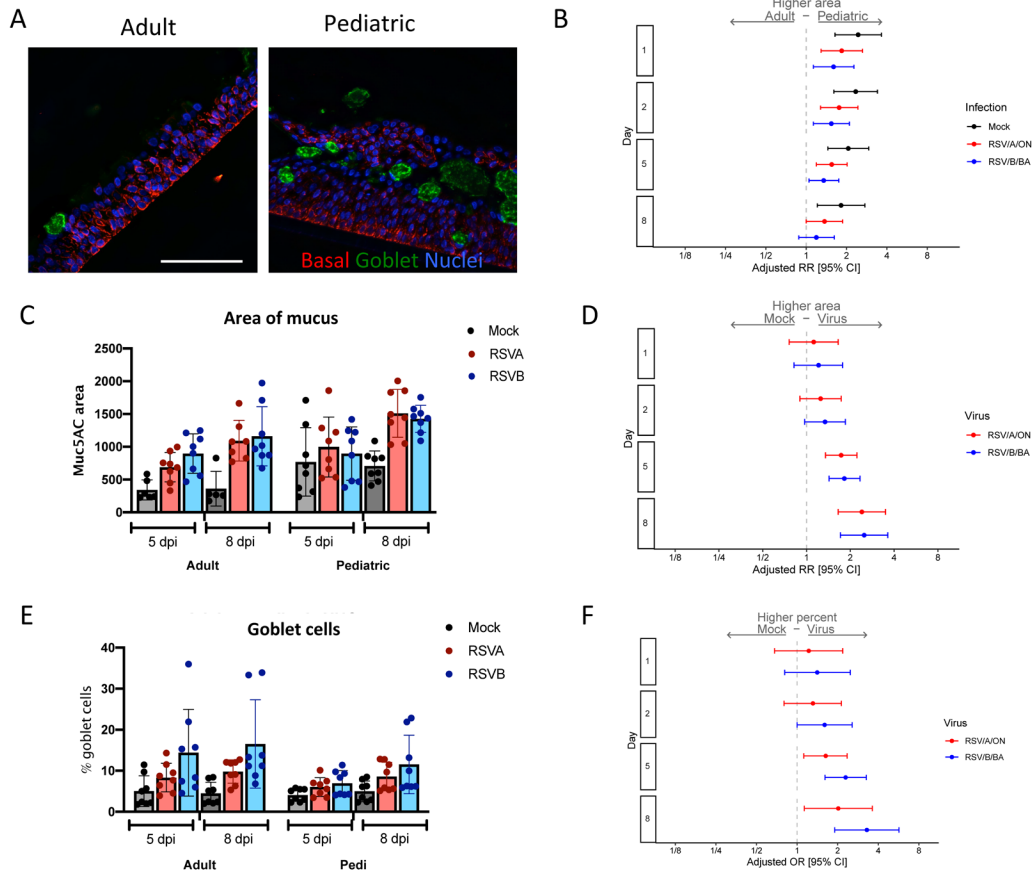 A
Adult
Pediatric
Basal Goblet Nuclei
B
Higher area
Adult – Pediatric
Day
1
2
5
8
1/8 1/4 1/2 1 2 4 8
Adjusted RR [95% CI]
Infection
Mock
RSV/A/ON
RSV/B/BA
C
Area of mucus
Muc5AC area
2500
2000
1500
1000
500
0
5 dpi 8 dpi 5 dpi 8 dpi
Adult Pediatric
Mock
RSVA
RSVB
D
Higher area
Mock – Virus
Day
1
2
5
8
1/8 1/4 1/2 1 2 4 8
Adjusted RR [95% CI]
Virus
RSV/A/ON
RSV/B/BA
E
Goblet cells
% goblet cells
40
30
20
10
0
5 dpi 8 dpi 5 dpi 8 dpi
Adult Pedi
Mock
RSVA
RSVB
F
Higher percent
Mock – Virus
Day
1
2
5
8
1/8 1/4 1/2 1 2 4 8
Adjusted OR [95% CI]
Virus
RSV/A/ON
RSV/B/BA